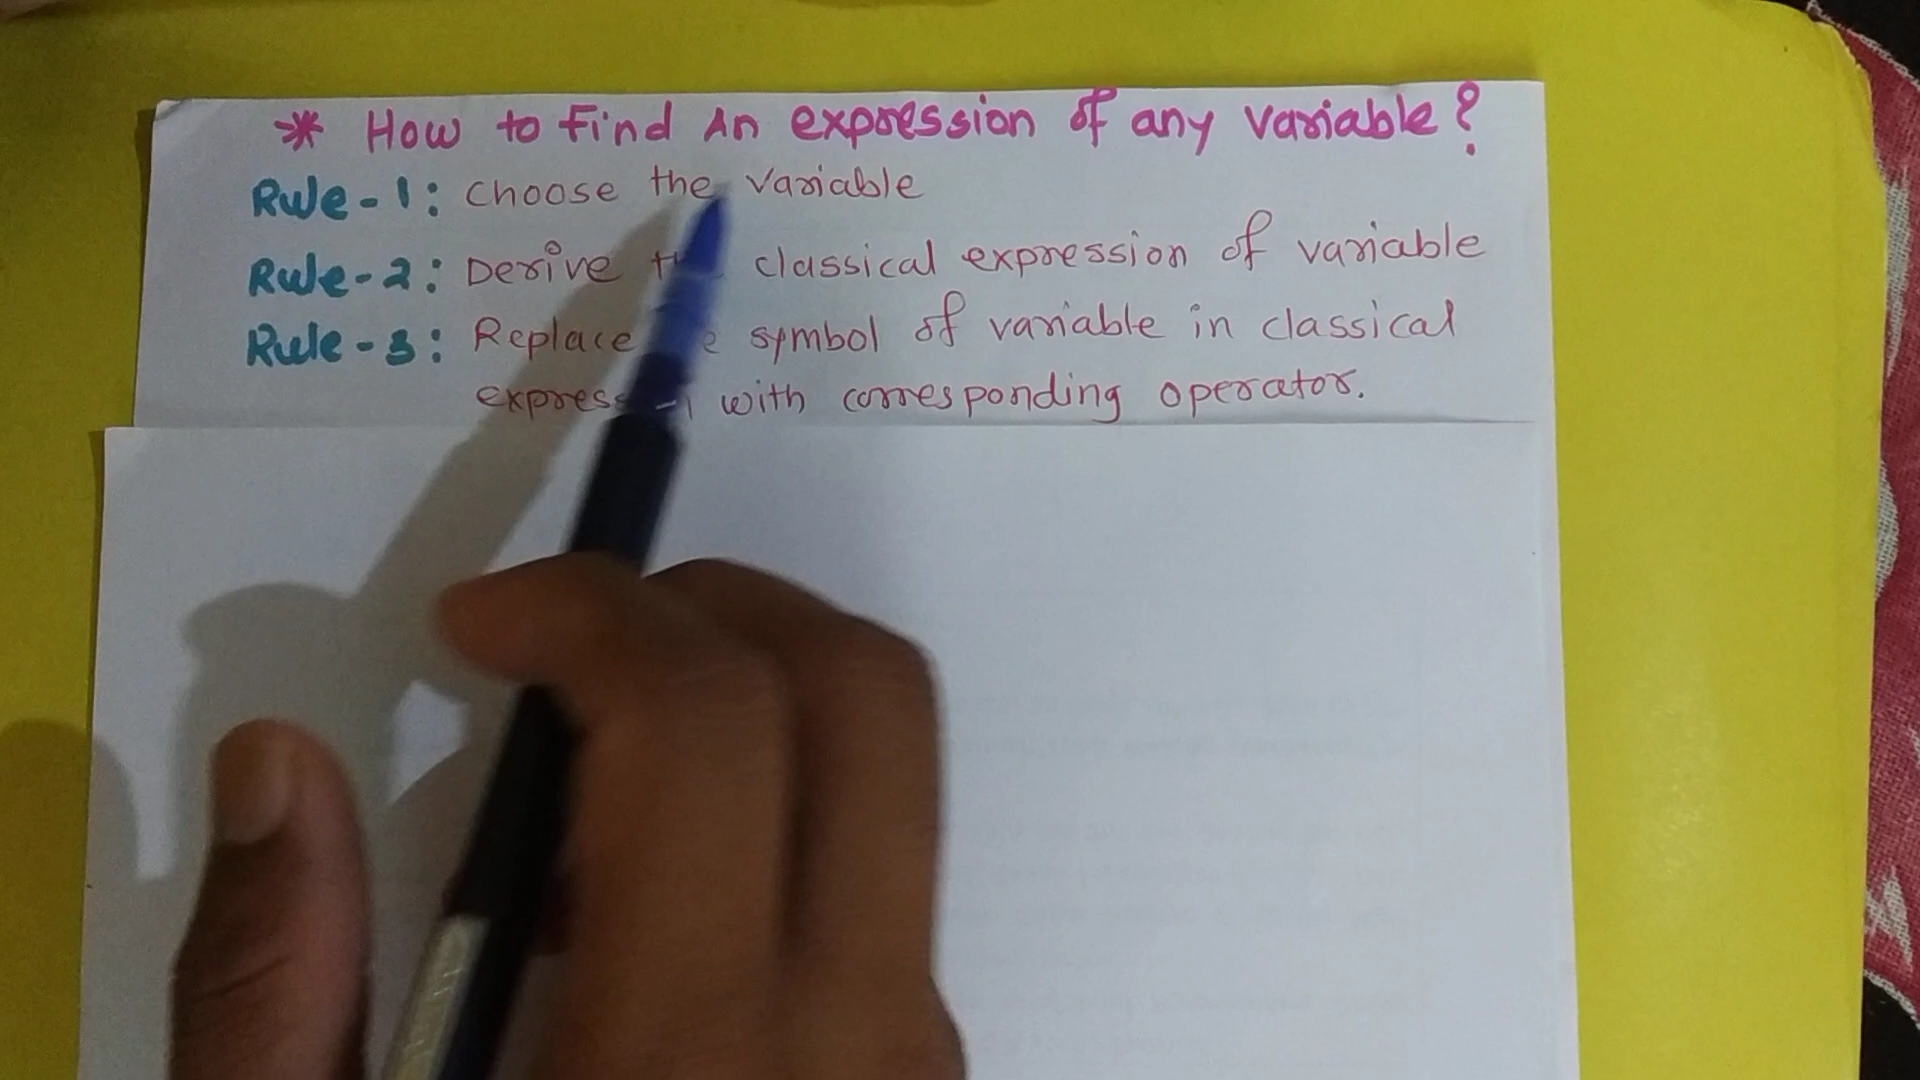 * How to Find An expression of any variable?
Rule-1: choose the variable
Rule-2: Derive the classical expression of variable
Rule-3: Replace symbol of variable in classical
with corresponding operator.